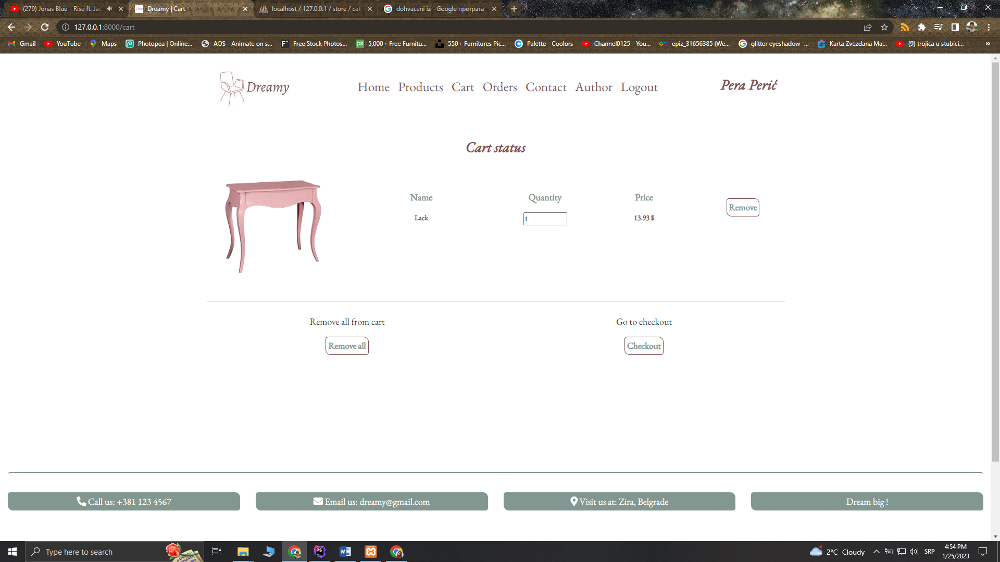 (279) Jonas Blue - Rise ft. Jac
Dreamy | Cart
localhost / 127.0.0.1 / store / cat
dohvaceni iz - Google претрага
127.0.0.1:8000/cart
Gmail
YouTube
Maps
Photopea | Online...
AOS - Animate on s...
Free Stock Photos...
5,000+ Free Furnitu...
550+ Furnitures Pic...
Palette - Coolors
Channel0125 - You...
epiz_31656385 (We...
glitter eyeshadow -...
Karta Zvezdana Ma...
(9) trojica u stubici...
»
Dreamy
Home Products Cart Orders Contact Author Logout
Pera Perić
Cart status
Name Quantity Price
Remove
Lack 1 13.93 $
Remove all from cart
Go to checkout
Remove all
Checkout
Call us: +381 123 4567
Email us: dreamy@gmail.com
Visit us at: Zira, Belgrade
Dream big !
Type here to search
2°C Cloudy
SRP
4:54 PM
1/25/2023